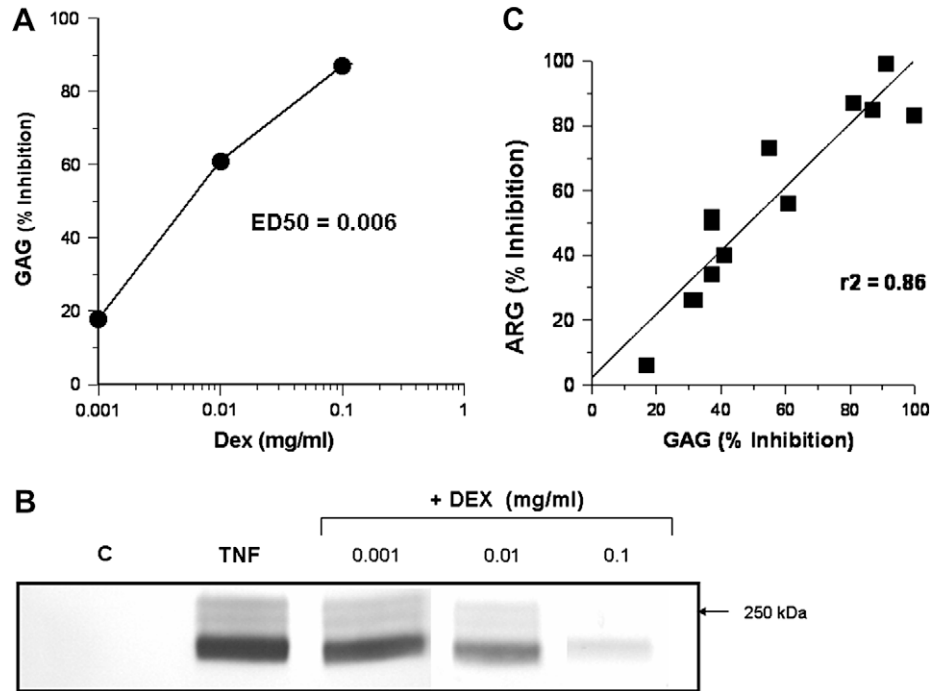 A
100
80
60
40
20
0
GAG (% Inhibition)
ED50 = 0.006
0.001 0.01 0.1 1
Dex (mg/ml)
C
100
80
60
40
20
0
ARG (% Inhibition)
r2 = 0.86
0 20 40 60 80 100
GAG (% Inhibition)
B
+ DEX (mg/ml)
C TNF 0.001 0.01 0.1
250 kDa